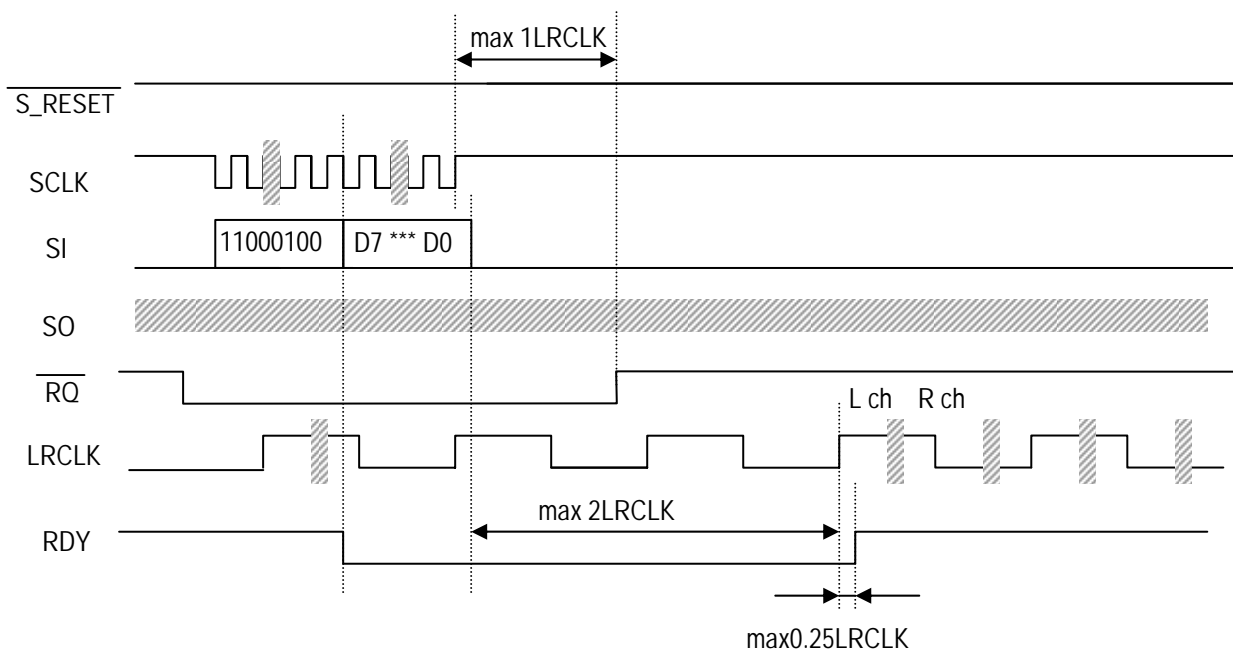 max 1LRCLK
S_RESET
SCLK
SI
11000100
D7 *** D0
SO
RQ
L ch
R ch
LRCLK
max 2LRCLK
RDY
max0.25LRCLK